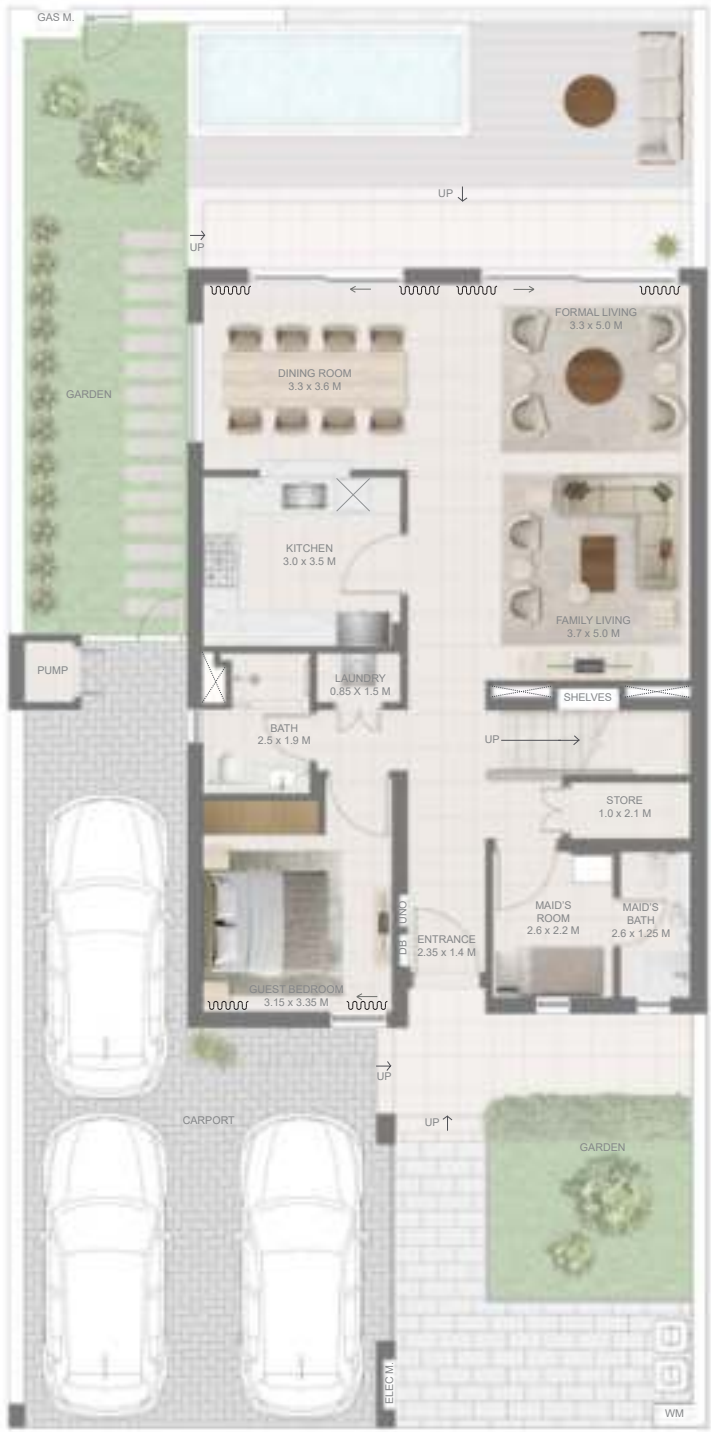 GAS M.
UP
UP
FORMAL LIVING
3.3 x 5.0 M
DINING ROOM
3.3 x 3.6 M
GARDEN
KITCHEN
3.0 x 3.5 M
FAMILY LIVING
3.7 x 5.0 M
PUMP
LAUNDRY
0.85 X 1.5 M
SHELVES
BATH
2.5 x 1.9 M
UP
STORE
1.0 x 2.1 M
MAID'S
ROOM
2.6 x 2.2 M
MAID'S
BATH
2.6 x 1.25 M
DB
DNO
ENTRANCE
2.35 x 1.4 M
GUEST BEDROOM
3.15 x 3.35 M
UP
CARPORT
UP
GARDEN
ELEC M.
WM